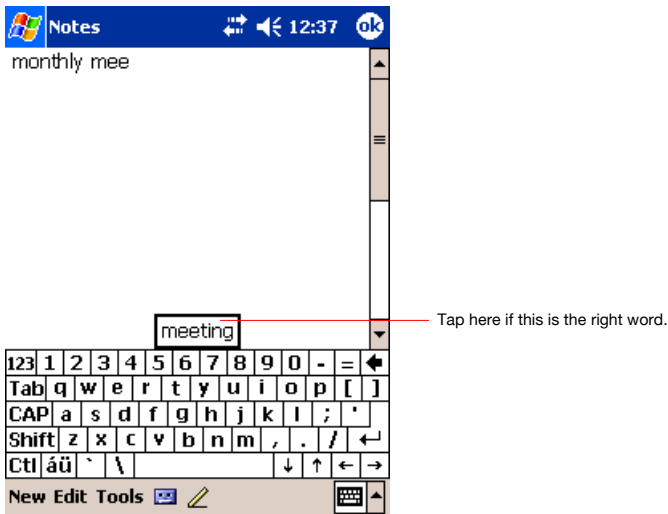 Notes 12:37 ok
monthly mee
meeting
Tap here if this is the right word.
123 1 2 3 4 5 6 7 8 9 0 - =
Tab q w e r t y u i o p [ ]
CAP a s d f g h j k l ; '
Shift z x c v b n m , . /
Ctl áü ` \ ↓ ↑ ← →
New Edit Tools